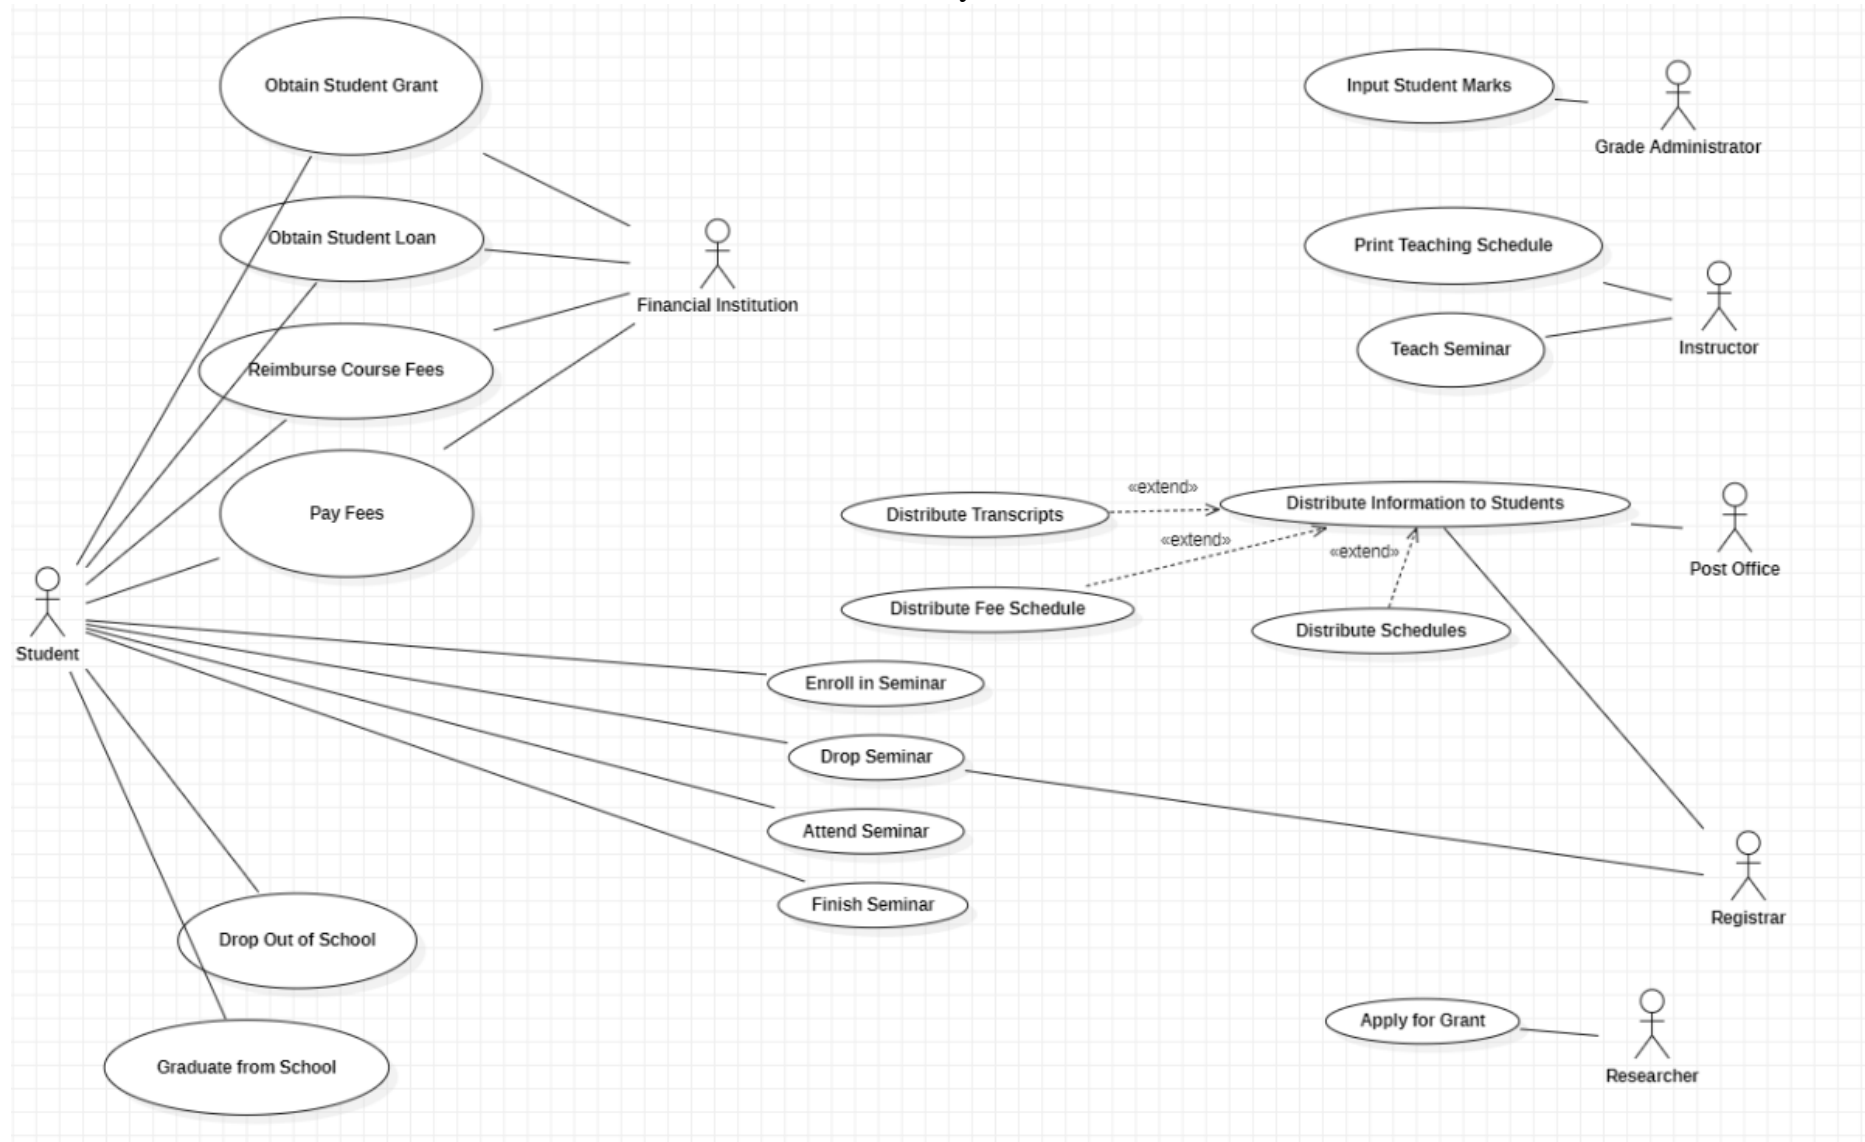 Obtain Student Grant
Input Student Marks
Grade Administrator
Obtain Student Loan
Print Teaching Schedule
Financial Institution
Teach Seminar
Instructor
Reimburse Course Fees
Pay Fees
«extend»
Distribute Transcripts
Distribute Information to Students
«extend»
«extend»
Post Office
Distribute Fee Schedule
Distribute Schedules
Student
Enroll in Seminar
Drop Seminar
Attend Seminar
Finish Seminar
Registrar
Drop Out of School
Apply for Grant
Graduate from School
Researcher